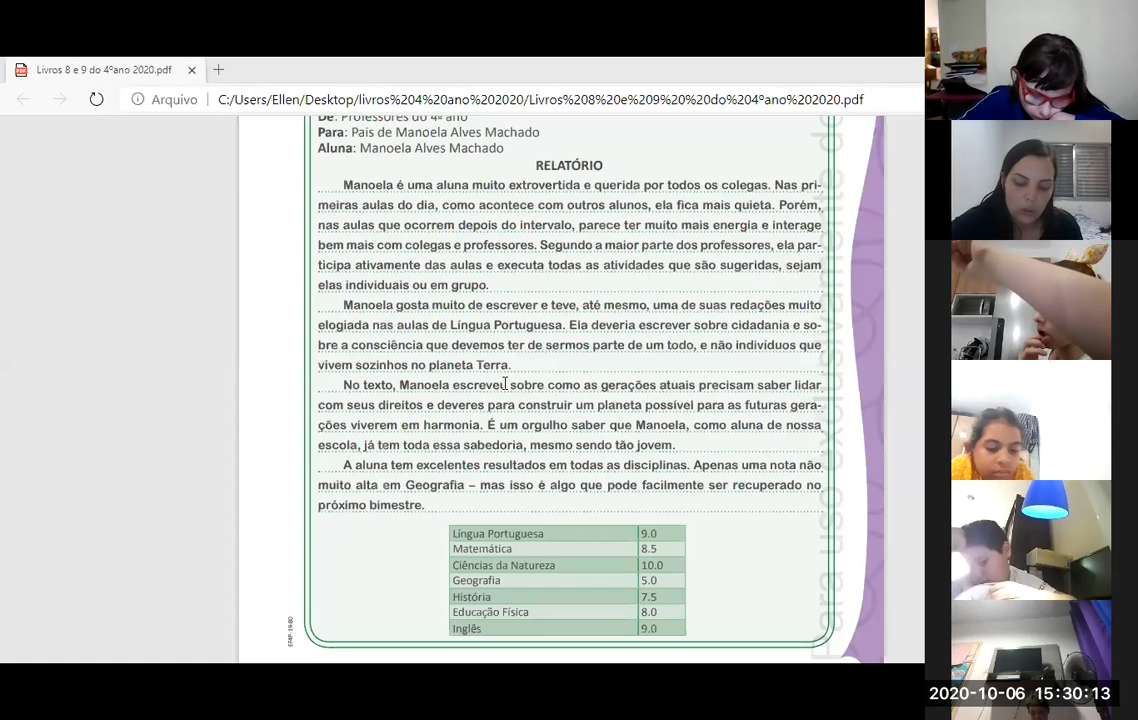 Livros 8 e 9 do 4ºano 2020.pdf
Arquivo
C:/Users/Ellen/Desktop/livros%204%20ano%202020/Livros%208%20e%209%20%20do%204ºano%202020.pdf
De: Professores do 4º ano
Para: Pais de Manoela Alves Machado
Aluna: Manoela Alves Machado
RELATÓRIO
Manoela é uma aluna muito extrovertida e querida por todos os colegas. Nas pri-
meiras aulas do dia, como acontece com outros alunos, ela fica mais quieta. Porém,
nas aulas que ocorrem depois do intervalo, parece ter muito mais energia e interage
bem mais com colegas e professores. Segundo a maior parte dos professores, ela par-
ticipa ativamente das aulas e executa todas as atividades que são sugeridas, sejam
elas individuais ou em grupo.
Manoela gosta muito de escrever e teve, até mesmo, uma de suas redações muito
elogiada nas aulas de Língua Portuguesa. Ela deveria escrever sobre cidadania e so-
bre a consciência que devemos ter de sermos parte de um todo, e não indivíduos que
vivem sozinhos no planeta Terra.
No texto, Manoela escreveu sobre como as gerações atuais precisam saber lidar
com seus direitos e deveres para construir um planeta possível para as futuras gera-
ções viverem em harmonia. É um orgulho saber que Manoela, como aluna de nossa
escola, já tem toda essa sabedoria, mesmo sendo tão jovem.
A aluna tem excelentes resultados em todas as disciplinas. Apenas uma nota não
muito alta em Geografia – mas isso é algo que pode facilmente ser recuperado no
próximo bimestre.
Língua Portuguesa 9.0
Matemática 8.5
Ciências da Natureza 10.0
Geografia 5.0
História 7.5
Educação Física 8.0
Inglês 9.0
EF4P-19-80
Para uso exclusivamente do
2020-10-06 15:30:13